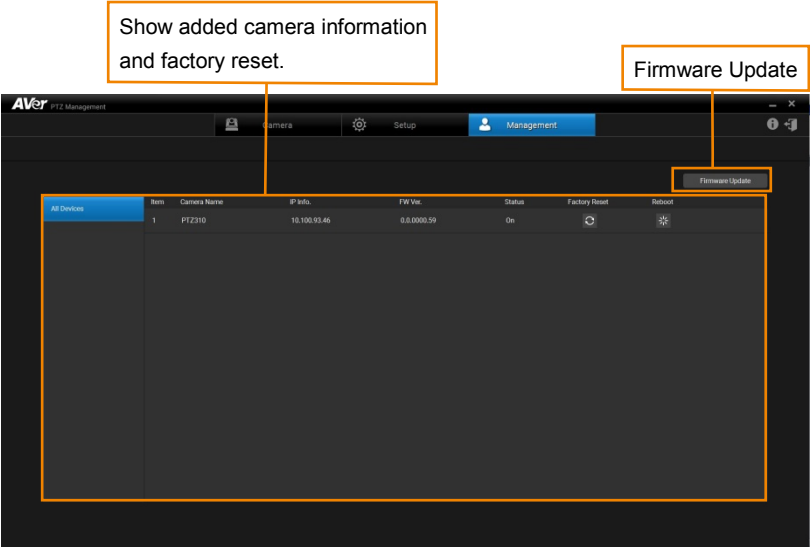 Show added camera information
and factory reset.
Firmware Update
AVer PTZ Management
Camera
Setup
Management
Firmware Update
All Devices
Item Camera Name IP Info. FW Ver. Status Factory Reset Reboot
1 PTZ310 10.100.93.46 0.0.0000.59 On